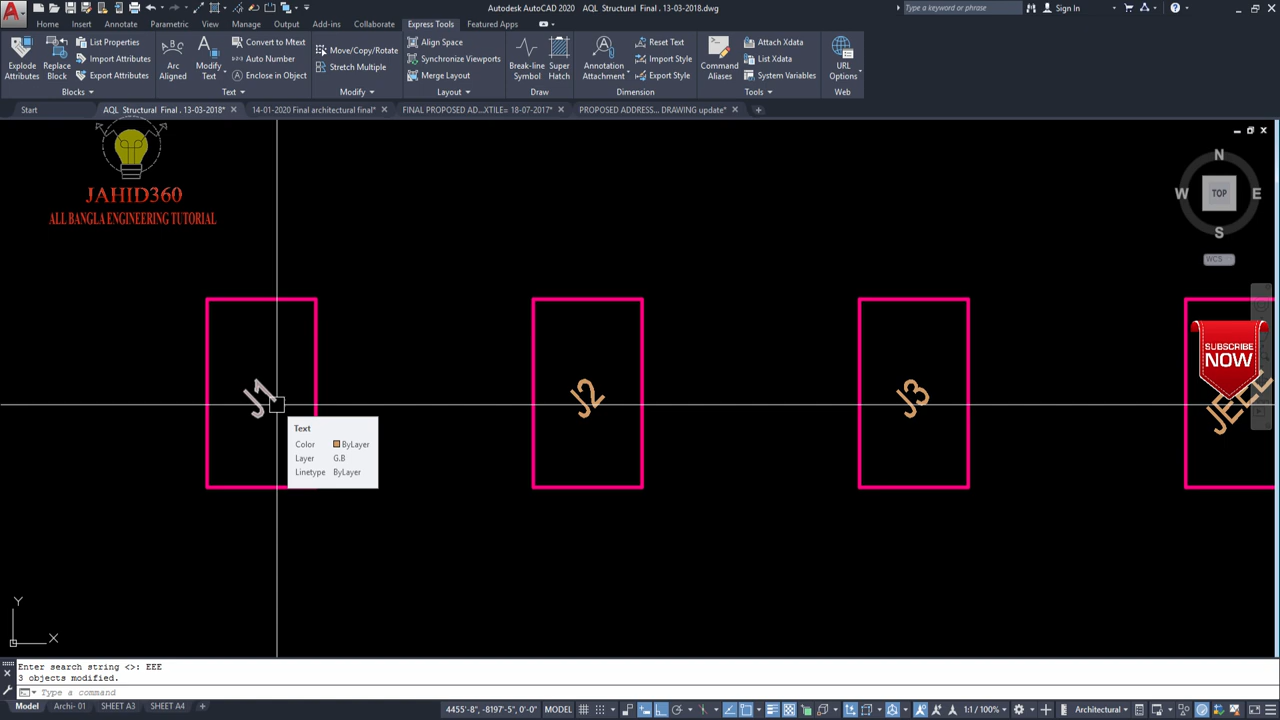 Autodesk AutoCAD 2020 AQL Structural Final . 13-03-2018.dwg
Type a keyword or phrase
Sign In
Home Insert Annotate Parametric View Manage Output Add-ins Collaborate Express Tools Featured Apps
Explode Attributes
Replace Block
List Properties
Import Attributes
Export Attributes
Blocks
Arc Aligned
Modify Text
Convert to Mtext
Auto Number
Enclose in Object
Text
Move/Copy/Rotate
Stretch Multiple
Modify
Align Space
Synchronize Viewports
Merge Layout
Layout
Break-line Symbol
Super Hatch
Draw
Annotation Attachment
Reset Text
Import Style
Export Style
Dimension
Command Aliases
Attach Xdata
List Xdata
System Variables
Tools
URL Options
Web
Start
AQL Structural Final . 13-03-2018*
14-01-2020 Final architectural final*
FINAL PROPOSED AD...XTILE= 18-07-2017*
PROPOSED ADDRESS... DRAWING update*
JAHID360
ALL BANGLA ENGINEERING TUTORIAL
N
W TOP E
S
WCS
J1
J2
J3
JEEE
SUBSCRIBE
NOW
Text
Color ByLayer
Layer G.B
Linetype ByLayer
Y
X
Enter search string <>: EEE
3 objects modified.
Type a command
Model Archi- 01 SHEET A3 SHEET A4
4455'-8", -8197'-5", 0'-0" MODEL
1:1 / 100%
Architectural